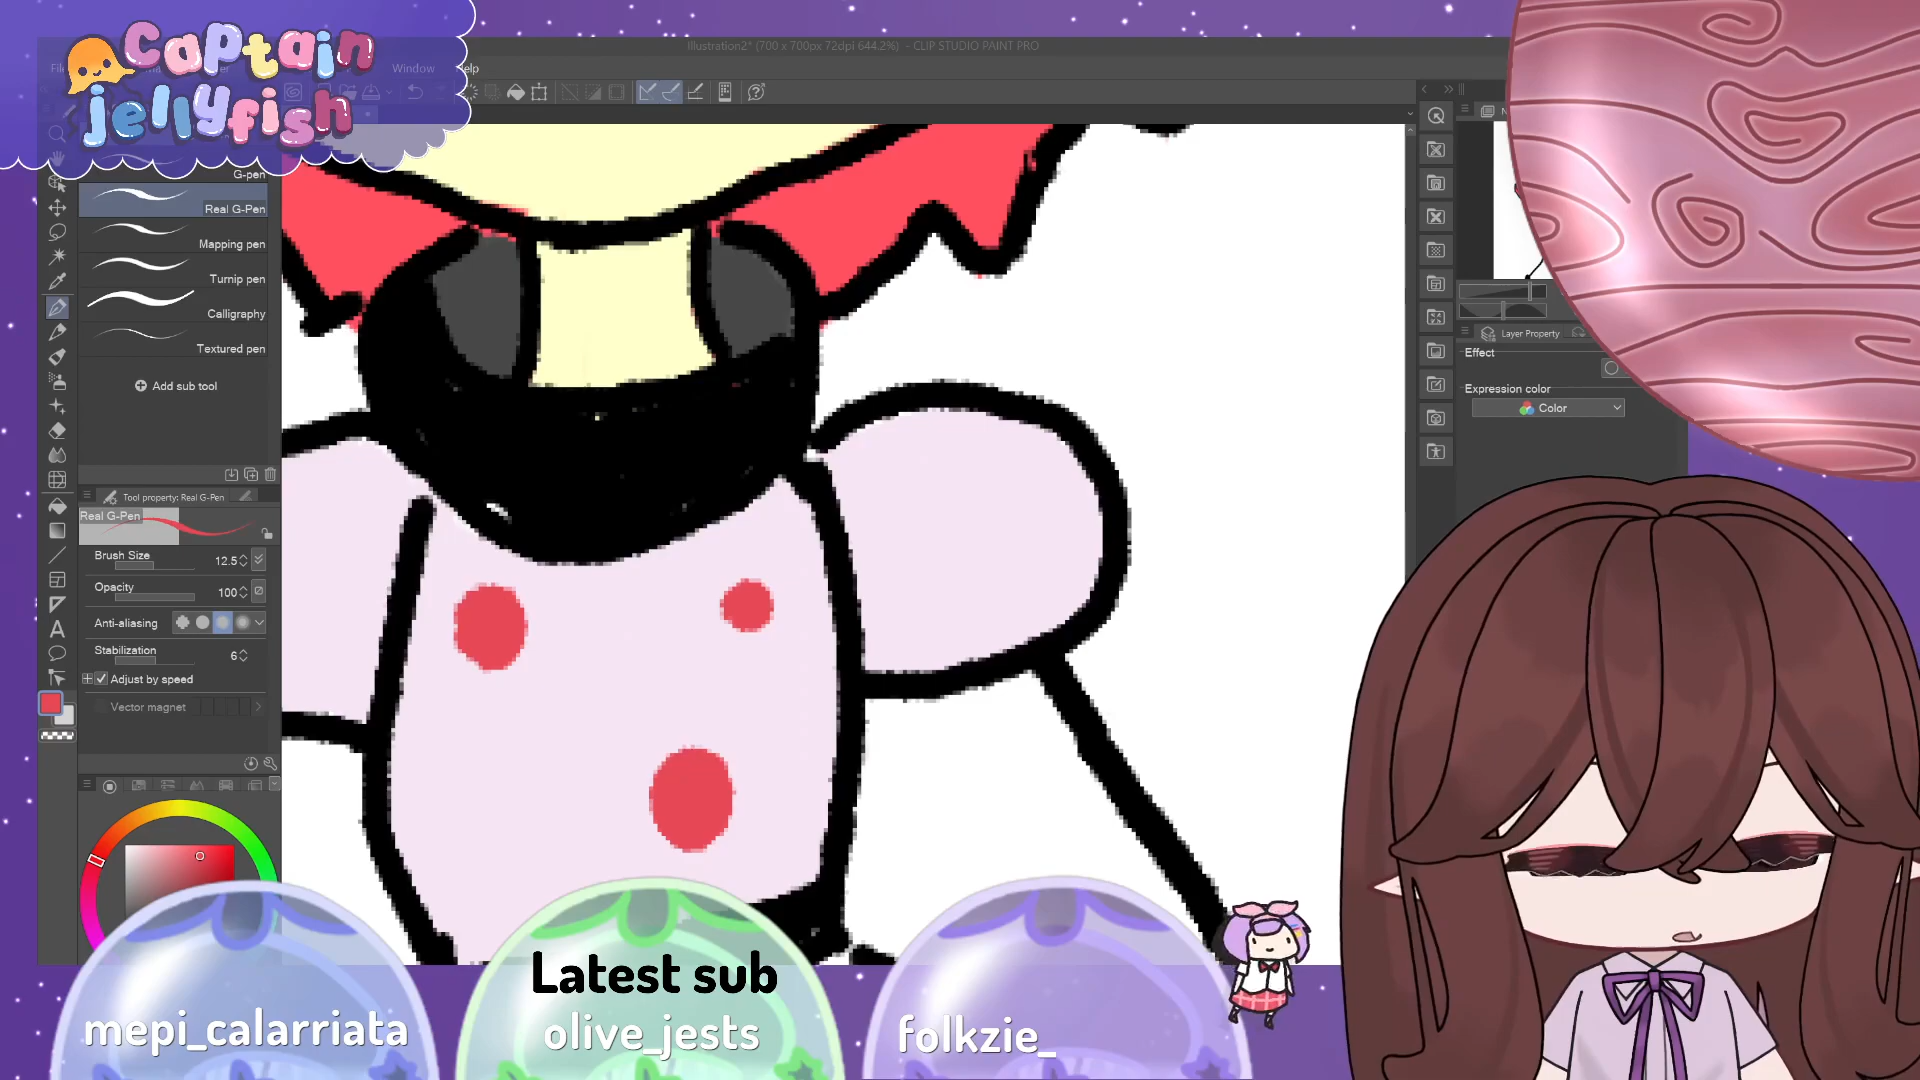 Captain
jellyfish
Illustration2* (700 x 700px 72dpi 644.2%) - CLIP STUDIO PAINT PRO
Window
Help
G-pen
Real G-Pen
Mapping pen
Turnip pen
Calligraphy
Textured pen
Add sub tool
Tool property: Real G-Pen
Real G-Pen
Brush Size 12.5
Opacity 100
Anti-aliasing
Stabilization 6
Adjust by speed
Vector magnet
Layer Property
Effect
Expression color
Color
mepi_calarriata
Latest sub
olive_jests
folkzie_